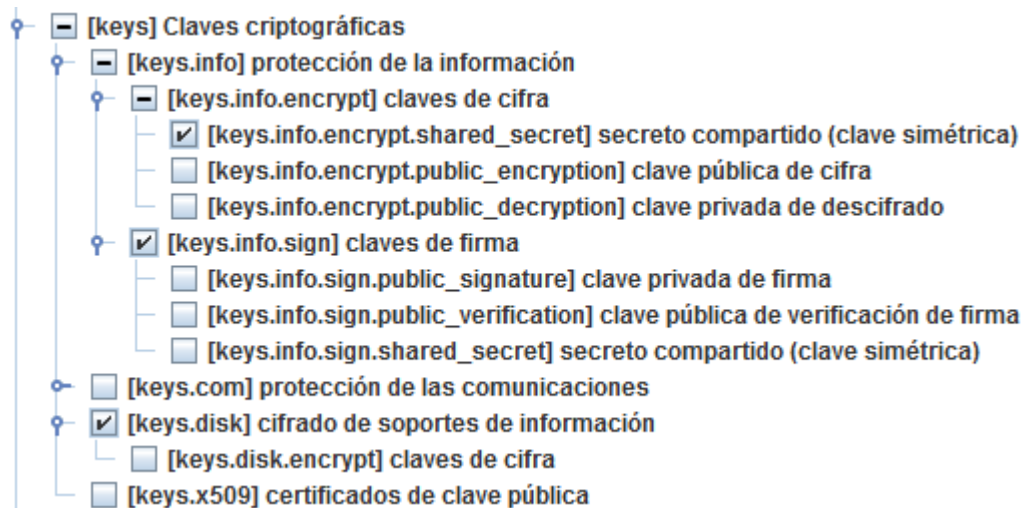 [keys] Claves criptográficas
[keys.info] protección de la información
[keys.info.encrypt] claves de cifra
[keys.info.encrypt.shared_secret] secreto compartido (clave simétrica)
[keys.info.encrypt.public_encryption] clave pública de cifra
[keys.info.encrypt.public_decryption] clave privada de descifrado
[keys.info.sign] claves de firma
[keys.info.sign.public_signature] clave privada de firma
[keys.info.sign.public_verification] clave pública de verificación de firma
[keys.info.sign.shared_secret] secreto compartido (clave simétrica)
[keys.com] protección de las comunicaciones
[keys.disk] cifrado de soportes de información
[keys.disk.encrypt] claves de cifra
[keys.x509] certificados de clave pública